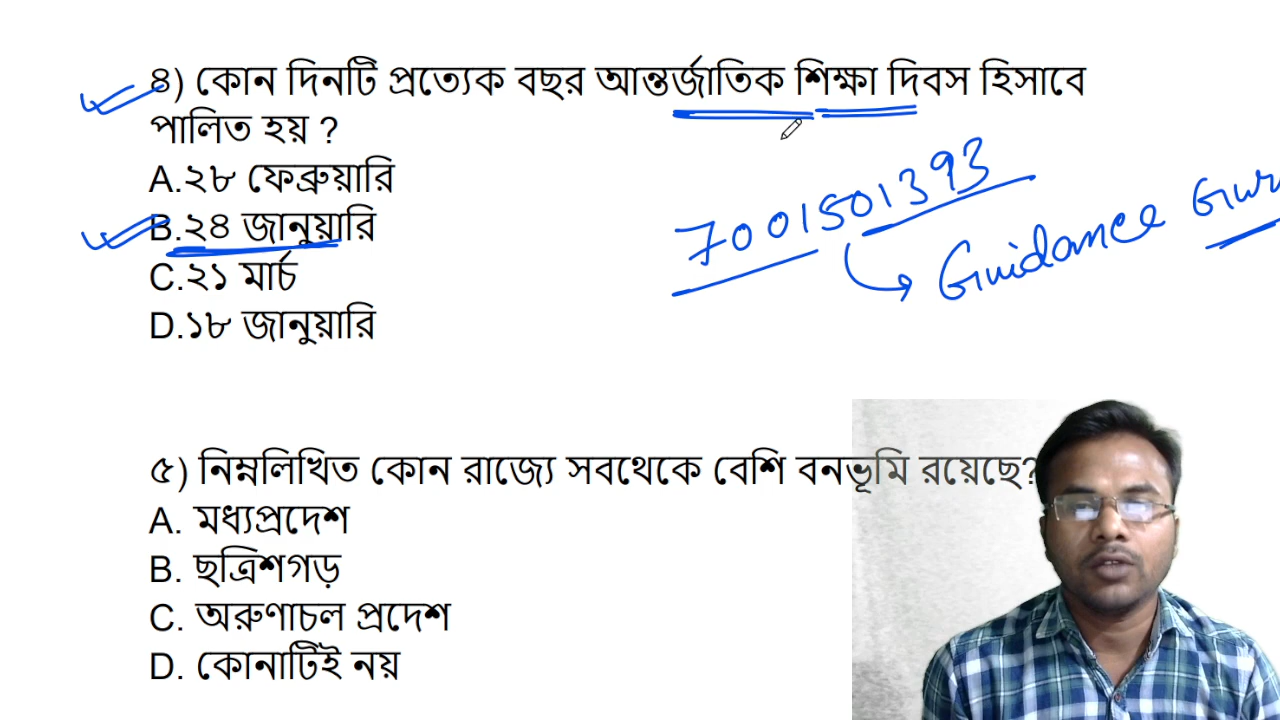 ৪) কোন দিনটি প্রত্যেক বছর আন্তর্জাতিক শিক্ষা দিবস হিসাবে
পালিত হয় ?
A.২৮ ফেব্রুয়ারি
B.২৪ জানুয়ারি
C.২১ মার্চ
D.১৮ জানুয়ারি
7001501393
Guidance Guru
৫) নিম্নলিখিত কোন রাজ্যে সবথেকে বেশি বনভূমি রয়েছে?
A. মধ্যপ্রদেশ
B. ছত্রিশগড়
C. অরুণাচল প্রদেশ
D. কোনাটিই নয়